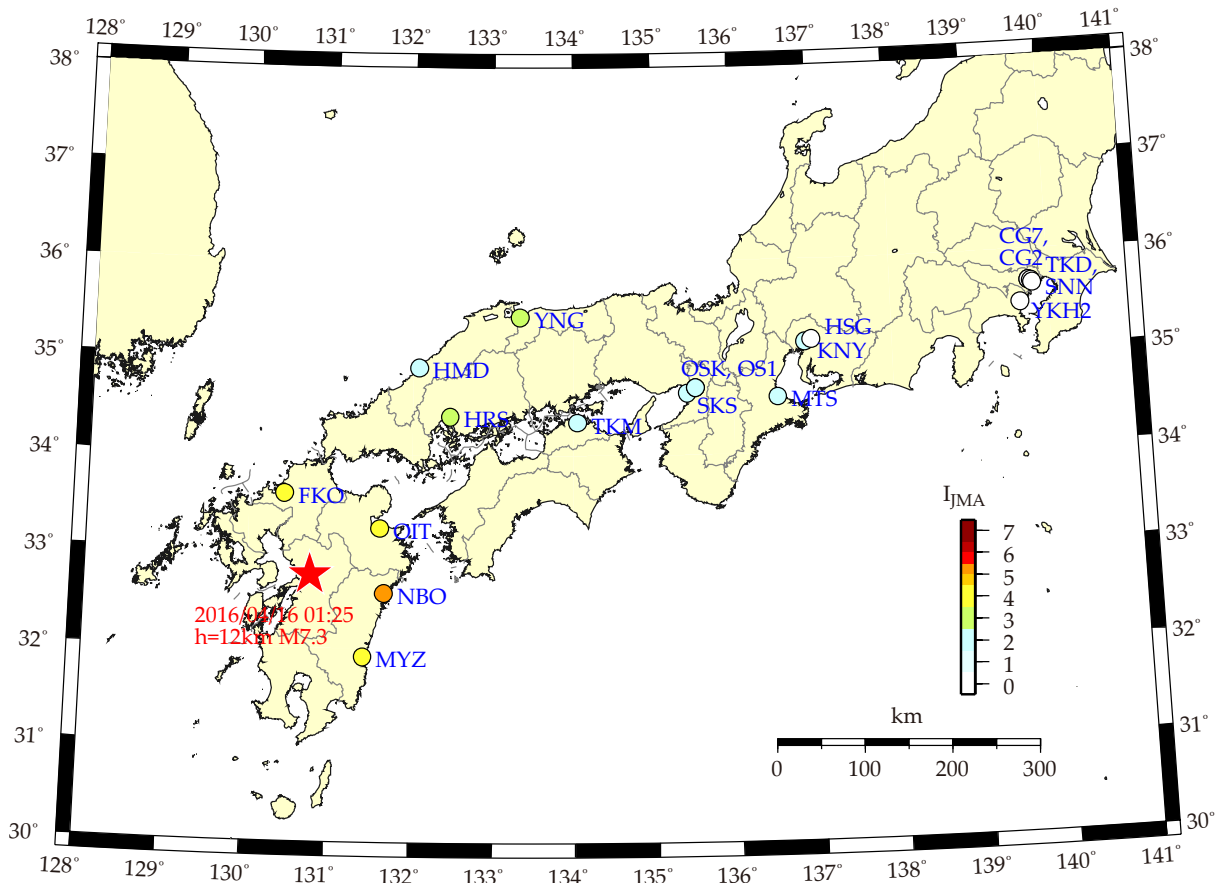 128° 129° 130° 131° 132° 133° 134° 135° 136° 137° 138° 139° 140° 141°
38° 38°
37° 37°
36° 36°
35° 35°
34° 34°
33° 33°
32° 32°
31° 31°
30° 30°
CG7,
CG2 TKD,
SNN
YKH2
YNG
HSG
KNY
HMD
OSK, OS1
SKS
MTS
HRS
TKM
FKO
OIT
NBO
MYZ
2016/04/16 01:25
h=12km M7.3
IJMA
7
6
5
4
3
2
1
0
km
0 100 200 300
128° 129° 130° 131° 132° 133° 134° 135° 136° 137° 138° 139° 140° 141°